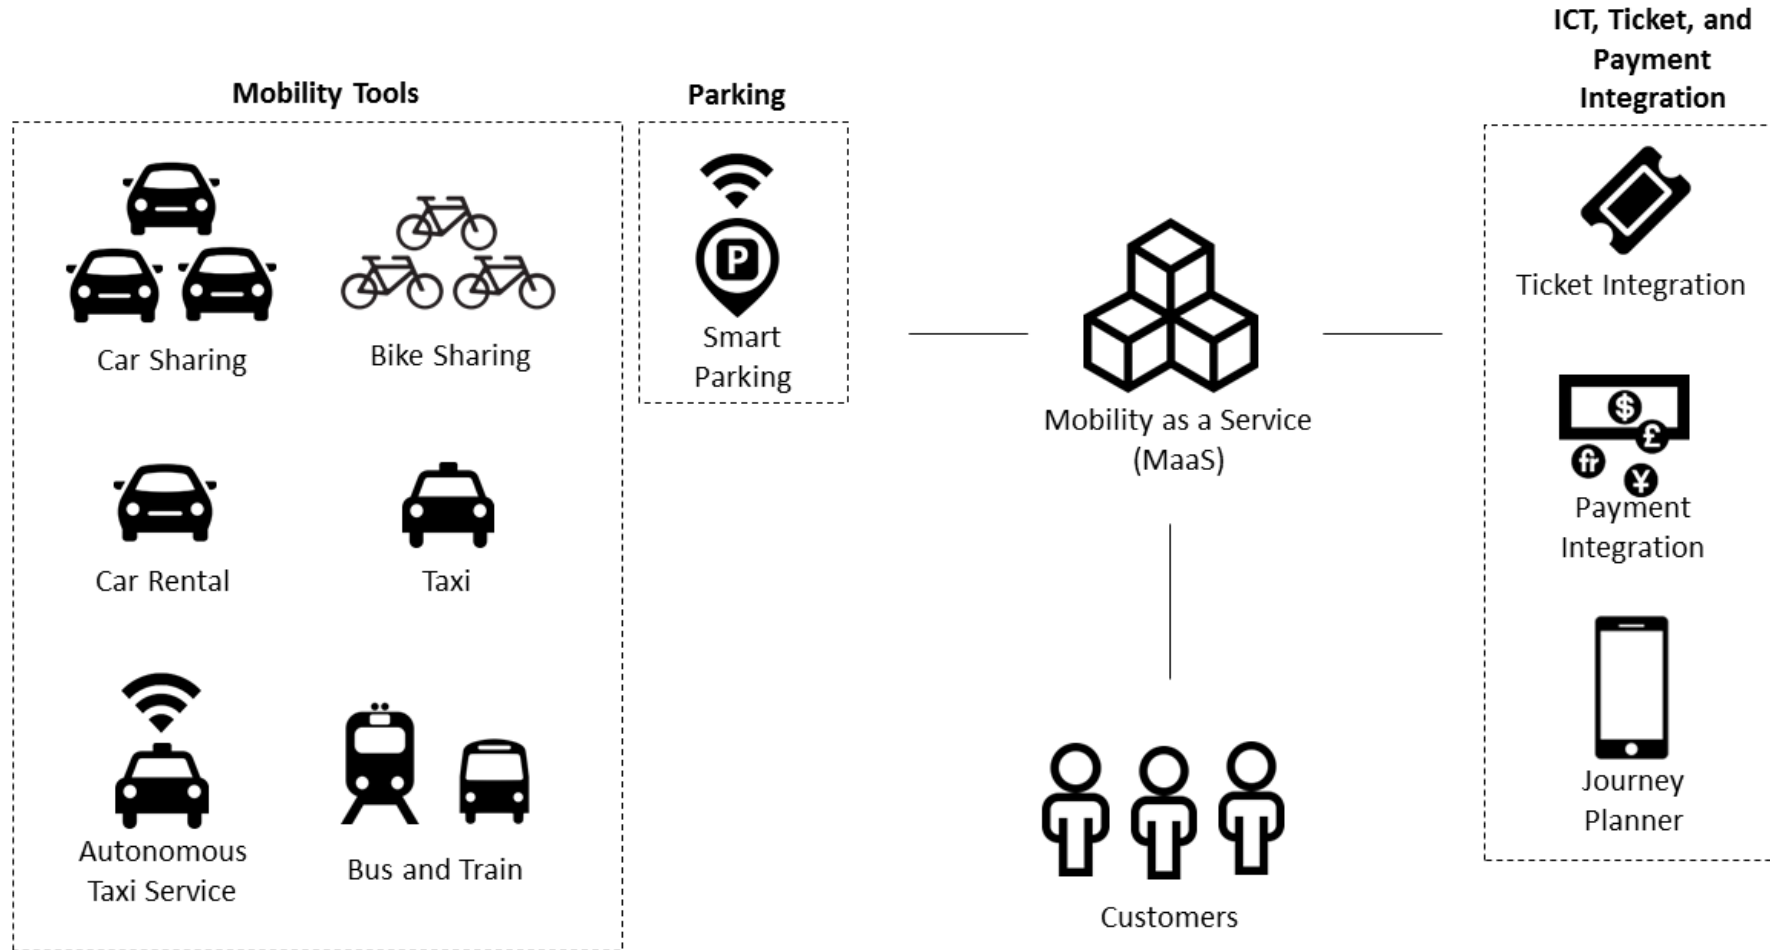 ICT, Ticket, and
Payment
Integration
Mobility Tools
Parking
Car Sharing
Bike Sharing
P
Smart
Parking
Mobility as a Service
(MaaS)
Ticket Integration
$
£
fr
¥
Payment
Integration
Car Rental
Taxi
Autonomous
Taxi Service
Bus and Train
Customers
Journey
Planner